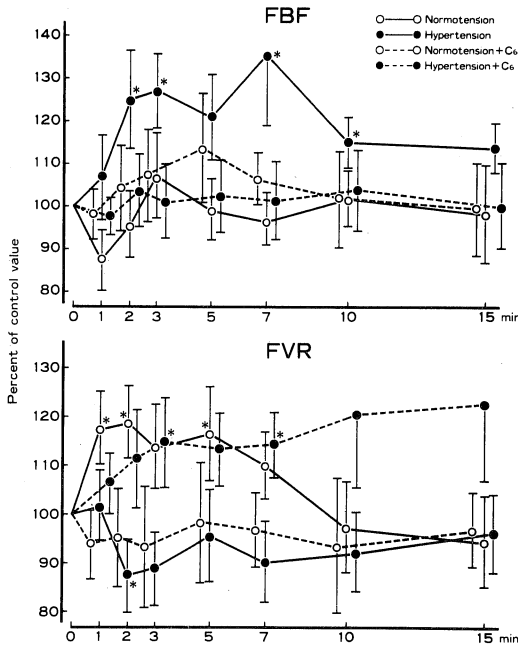 FBF
Normotension
Hypertension
Normotension+C₆
Hypertension+C₆
140
130
120
110
100
90
80
* * * *
0 1 2 3 5 7 10 15 min
Percent of control value
FVR
130
120
110
100
90
80
* * * * * *
0 1 2 3 5 7 10 15 min